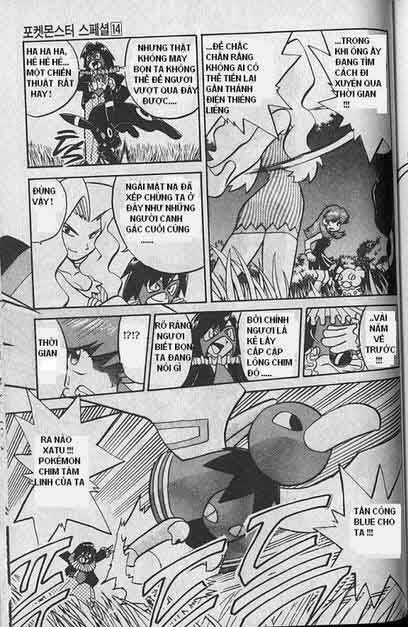 포켓몬스터 스페셜 14
HA HA HA,
HÉ HÉ HÉ...
...MỘT CHIẾN
THUẬT RẤT
HAY !
NHƯNG THẬT
KHÔNG MAY
BỌN TA KHÔNG
THỂ ĐỂ NGƯƠI
VƯỢT QUA ĐÂY
ĐƯỢC.....
...ĐỂ CHẮC
CHẮN RẰNG
KHÔNG AI CÓ
THỂ TIẾN LẠI
GẦN THÁNH
ĐIỆN THIÊNG
LIÊNG
...TRONG
KHI ÔNG ẤY
ĐANG TÌM
CÁCH ĐI
XUYÊN QUA
THỜI GIAN
!!!
ĐÚNG
VẬY !
NGÀI MẶT NẠ ĐÃ
XẾP CHÚNG TA Ở
ĐÂY NHƯ NHỮNG
NGƯỜI CANH
GÁC CUỐI CÙNG
......
THỜI
GIAN
!?!?
RÕ RÀNG
NGƯƠI
BIẾT BỌN
TA ĐANG
NÓI GÌ
BỞI CHÍNH
NGƯƠI LÀ
KẺ LẤY
CẮP CẶP
LÔNG CHIM
ĐÓ .....
..VÀI
NĂM
VỀ
TRƯỚC
!!!
RA NÀO
XATU !!!
POKÉMON
CHIM TÂM
LINH CỦA TA
TẤN CÔNG
BLUE CHO
TA !!!